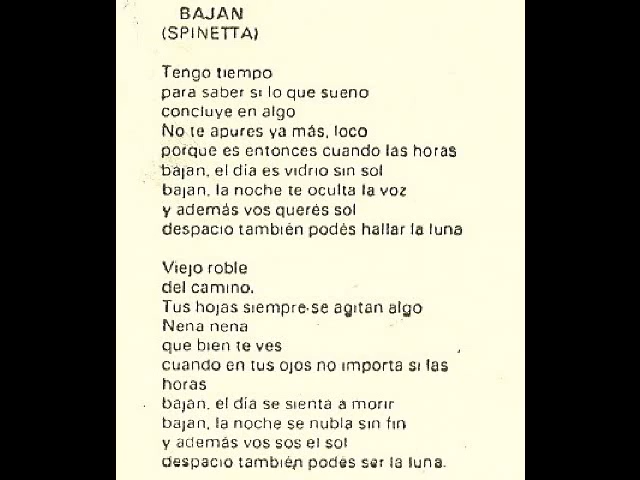 BAJAN
(SPINETTA)
Tengo tiempo
para saber si lo que sueno
concluye en algo
No te apures ya más, loco
porque es entonces cuando las horas
bajan, el día es vidrio sin sol
bajan, la noche te oculta la voz
y además vos querés sol
despacio también podés hallar la luna
Viejo roble
del camino,
Tus hojas siempre se agitan algo
Nena nena
que bien te ves
cuando en tus ojos no importa si las
horas
bajan, el día se sienta a morir
bajan, la noche se nubla sin fin
y además vos sos el sol
despacio también podés ser la luna.